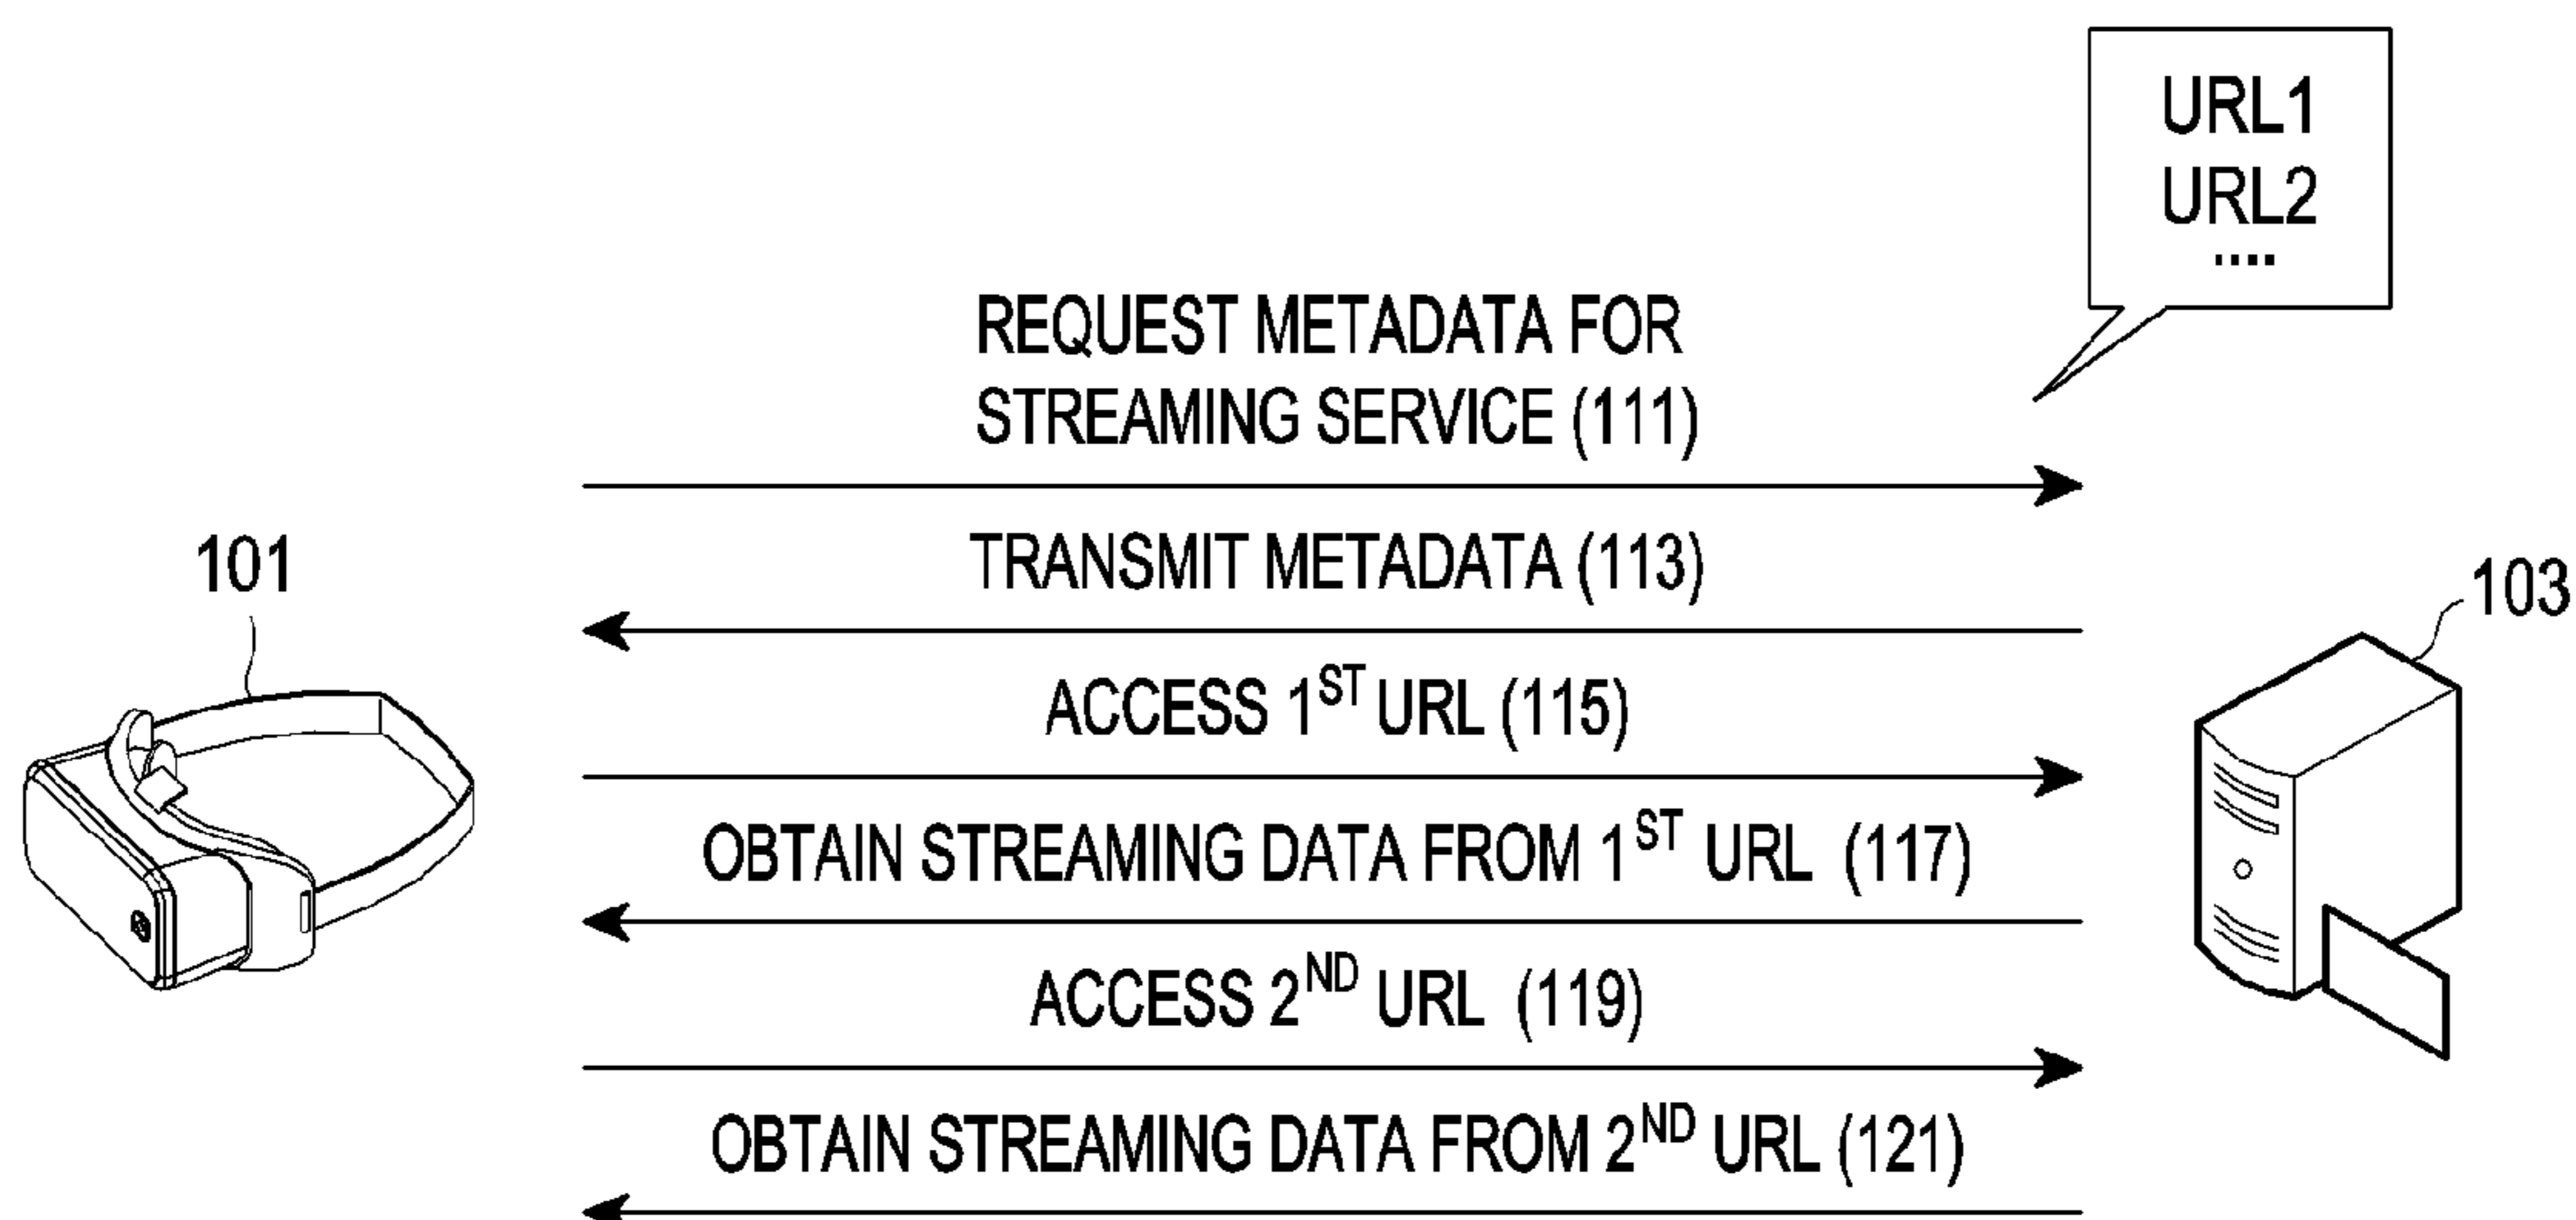 URL1
URL2
....
REQUEST METADATA FOR
STREAMING SERVICE (111)
TRANSMIT METADATA (113)
101
103
ACCESS 1ST URL (115)
OBTAIN STREAMING DATA FROM 1ST URL (117)
ACCESS 2ND URL (119)
OBTAIN STREAMING DATA FROM 2ND URL (121)